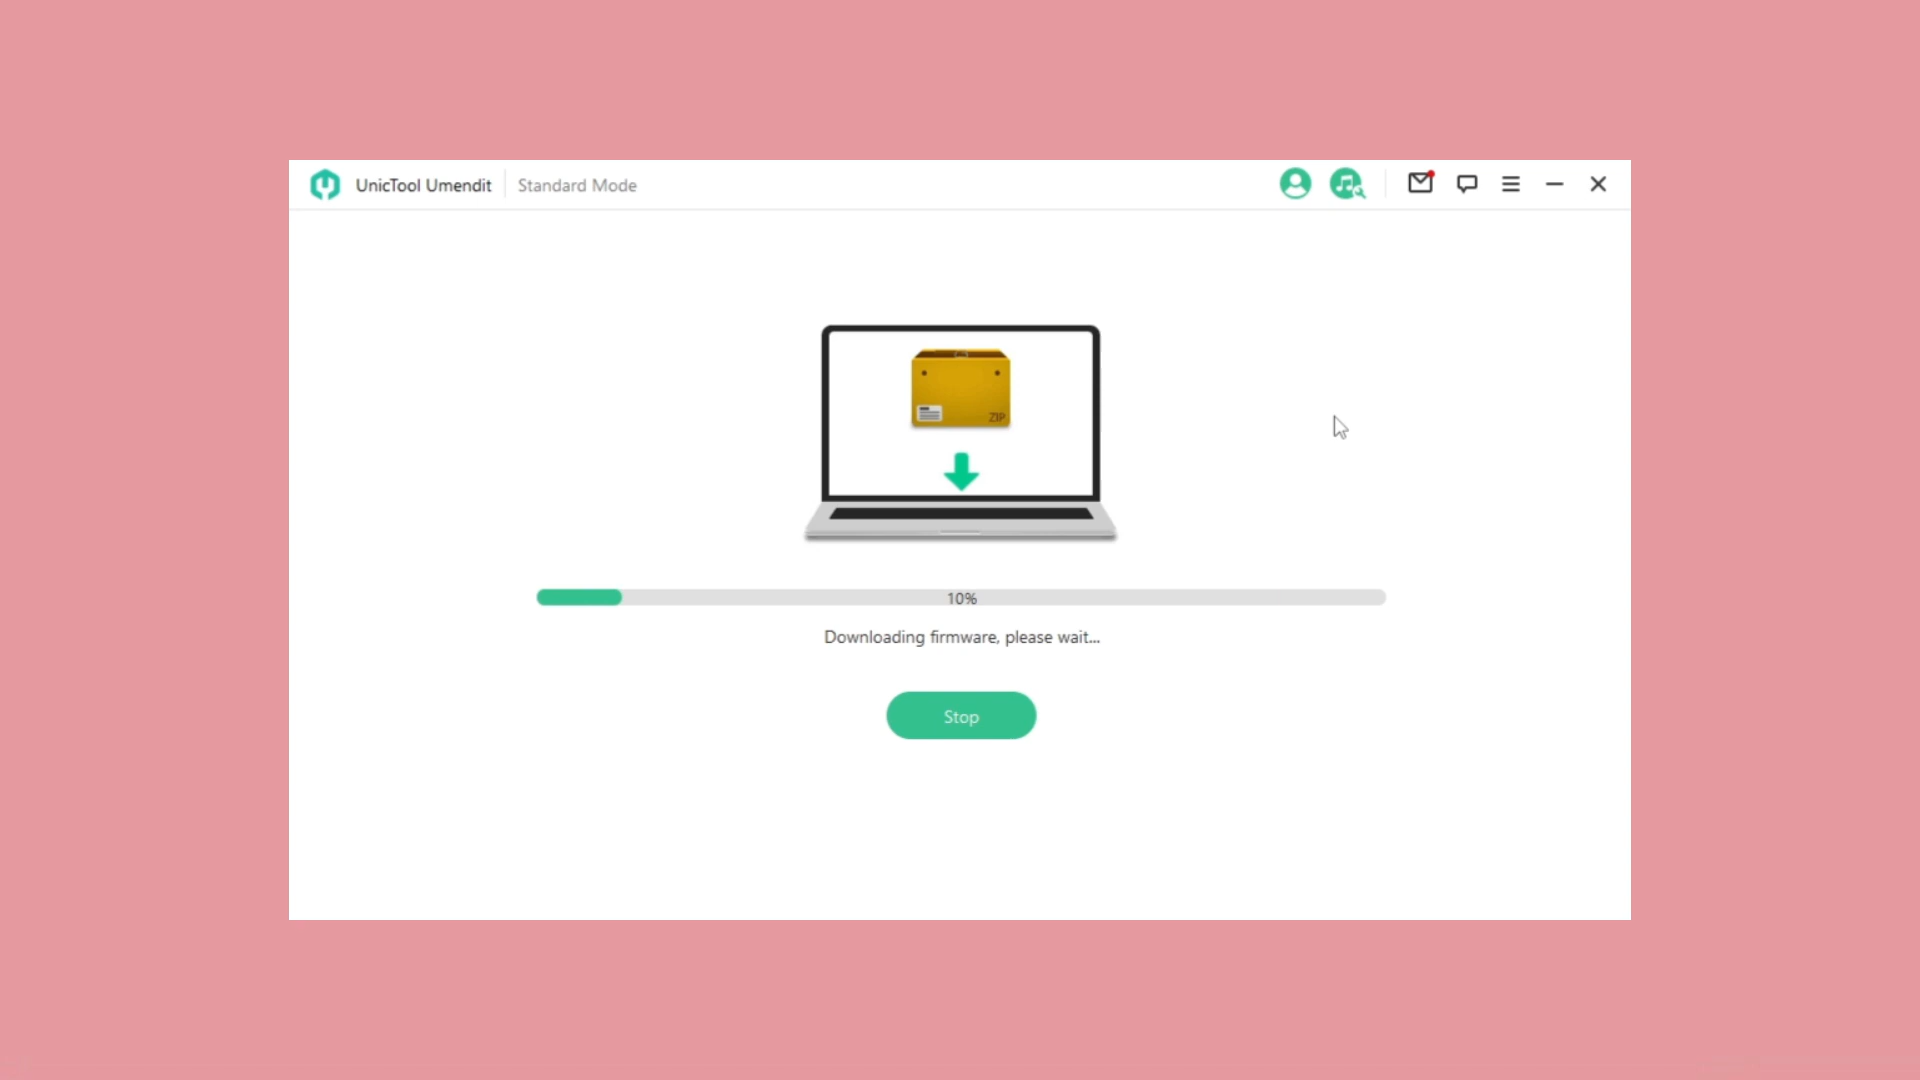 UnicTool Umendit Standard Mode
ZIP
10%
Downloading firmware, please wait...
Stop